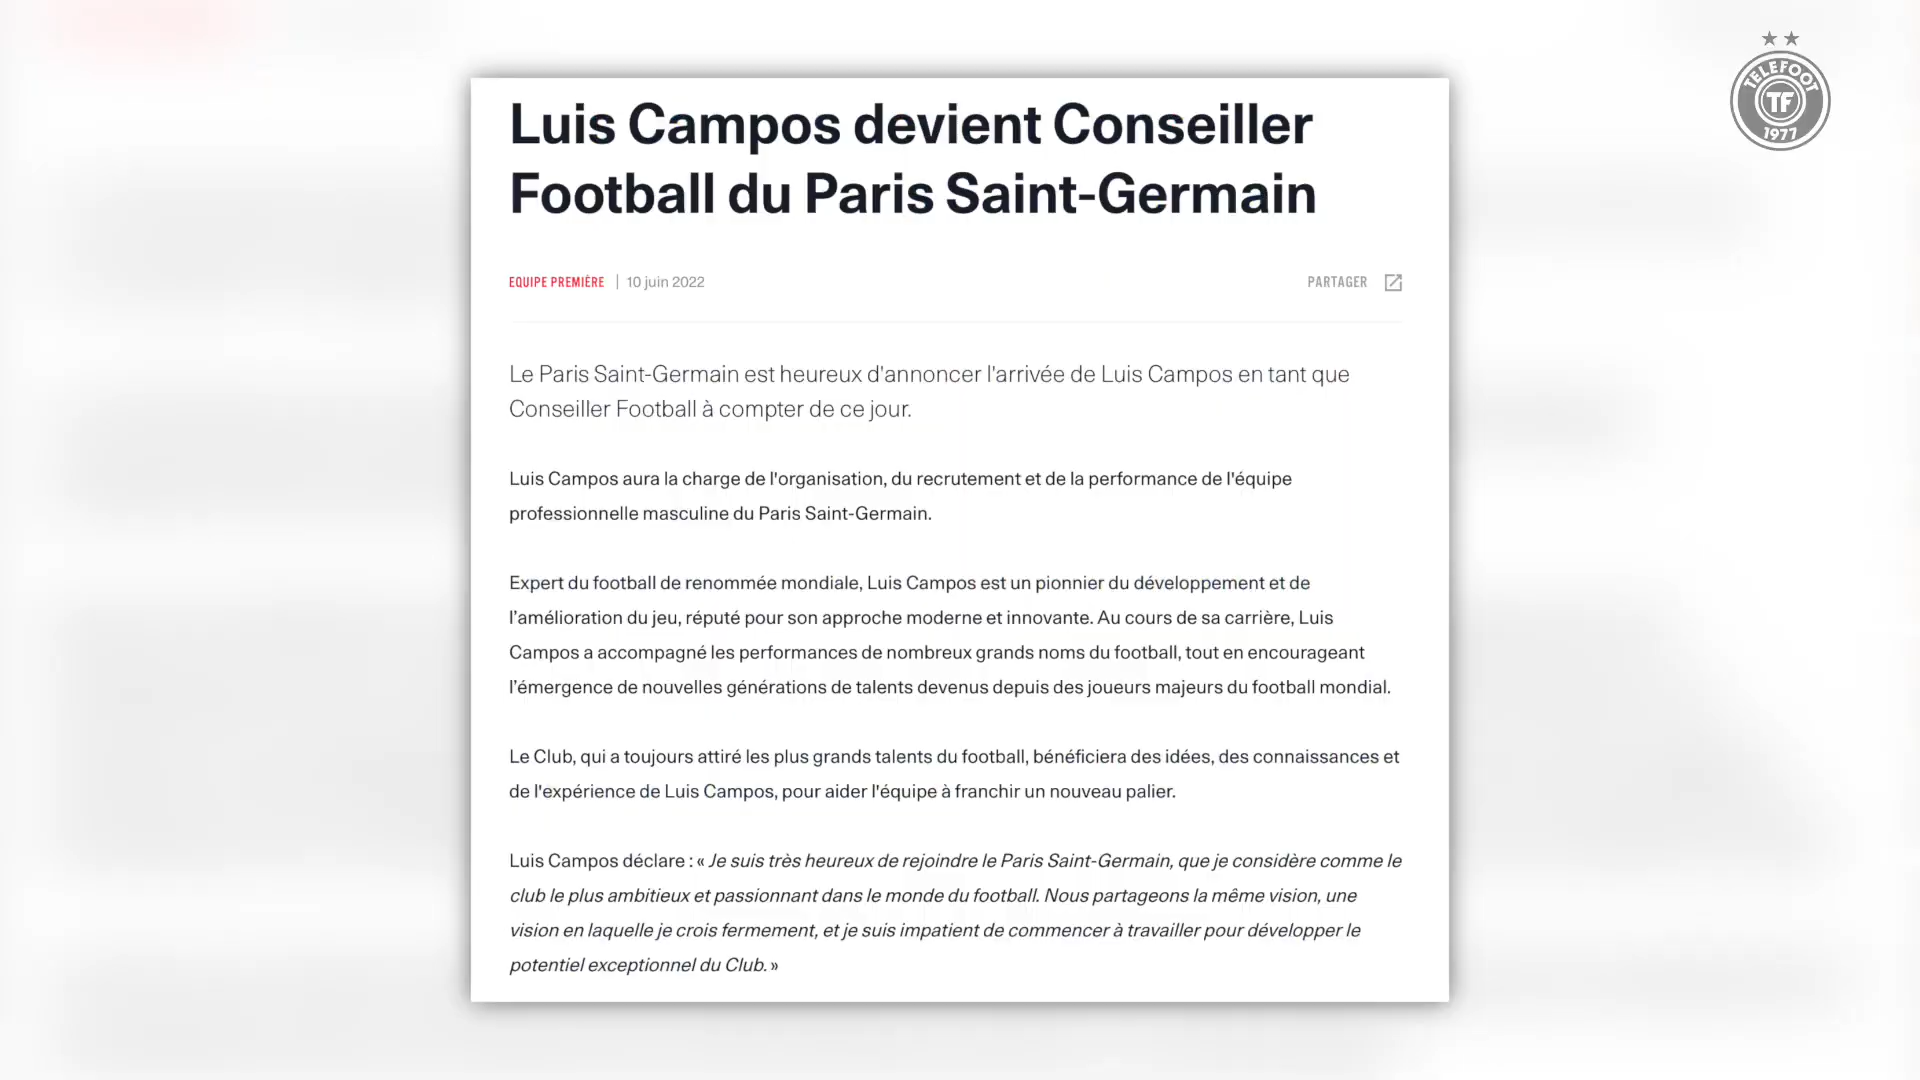 Luis Campos devient Conseiller
Football du Paris Saint-Germain
EQUIPE PREMIÈRE | 10 juin 2022
PARTAGER
Le Paris Saint-Germain est heureux d'annoncer l'arrivée de Luis Campos en tant que
Conseiller Football à compter de ce jour.
Luis Campos aura la charge de l'organisation, du recrutement et de la performance de l'équipe
professionnelle masculine du Paris Saint-Germain.
Expert du football de renommée mondiale, Luis Campos est un pionnier du développement et de
l’amélioration du jeu, réputé pour son approche moderne et innovante. Au cours de sa carrière, Luis
Campos a accompagné les performances de nombreux grands noms du football, tout en encourageant
l’émergence de nouvelles générations de talents devenus depuis des joueurs majeurs du football mondial.
Le Club, qui a toujours attiré les plus grands talents du football, bénéficiera des idées, des connaissances et
de l'expérience de Luis Campos, pour aider l'équipe à franchir un nouveau palier.
Luis Campos déclare : « Je suis très heureux de rejoindre le Paris Saint-Germain, que je considère comme le
club le plus ambitieux et passionnant dans le monde du football. Nous partageons la même vision, une
vision en laquelle je crois fermement, et je suis impatient de commencer à travailler pour développer le
potentiel exceptionnel du Club. »
TELEFOOT
TF
1977